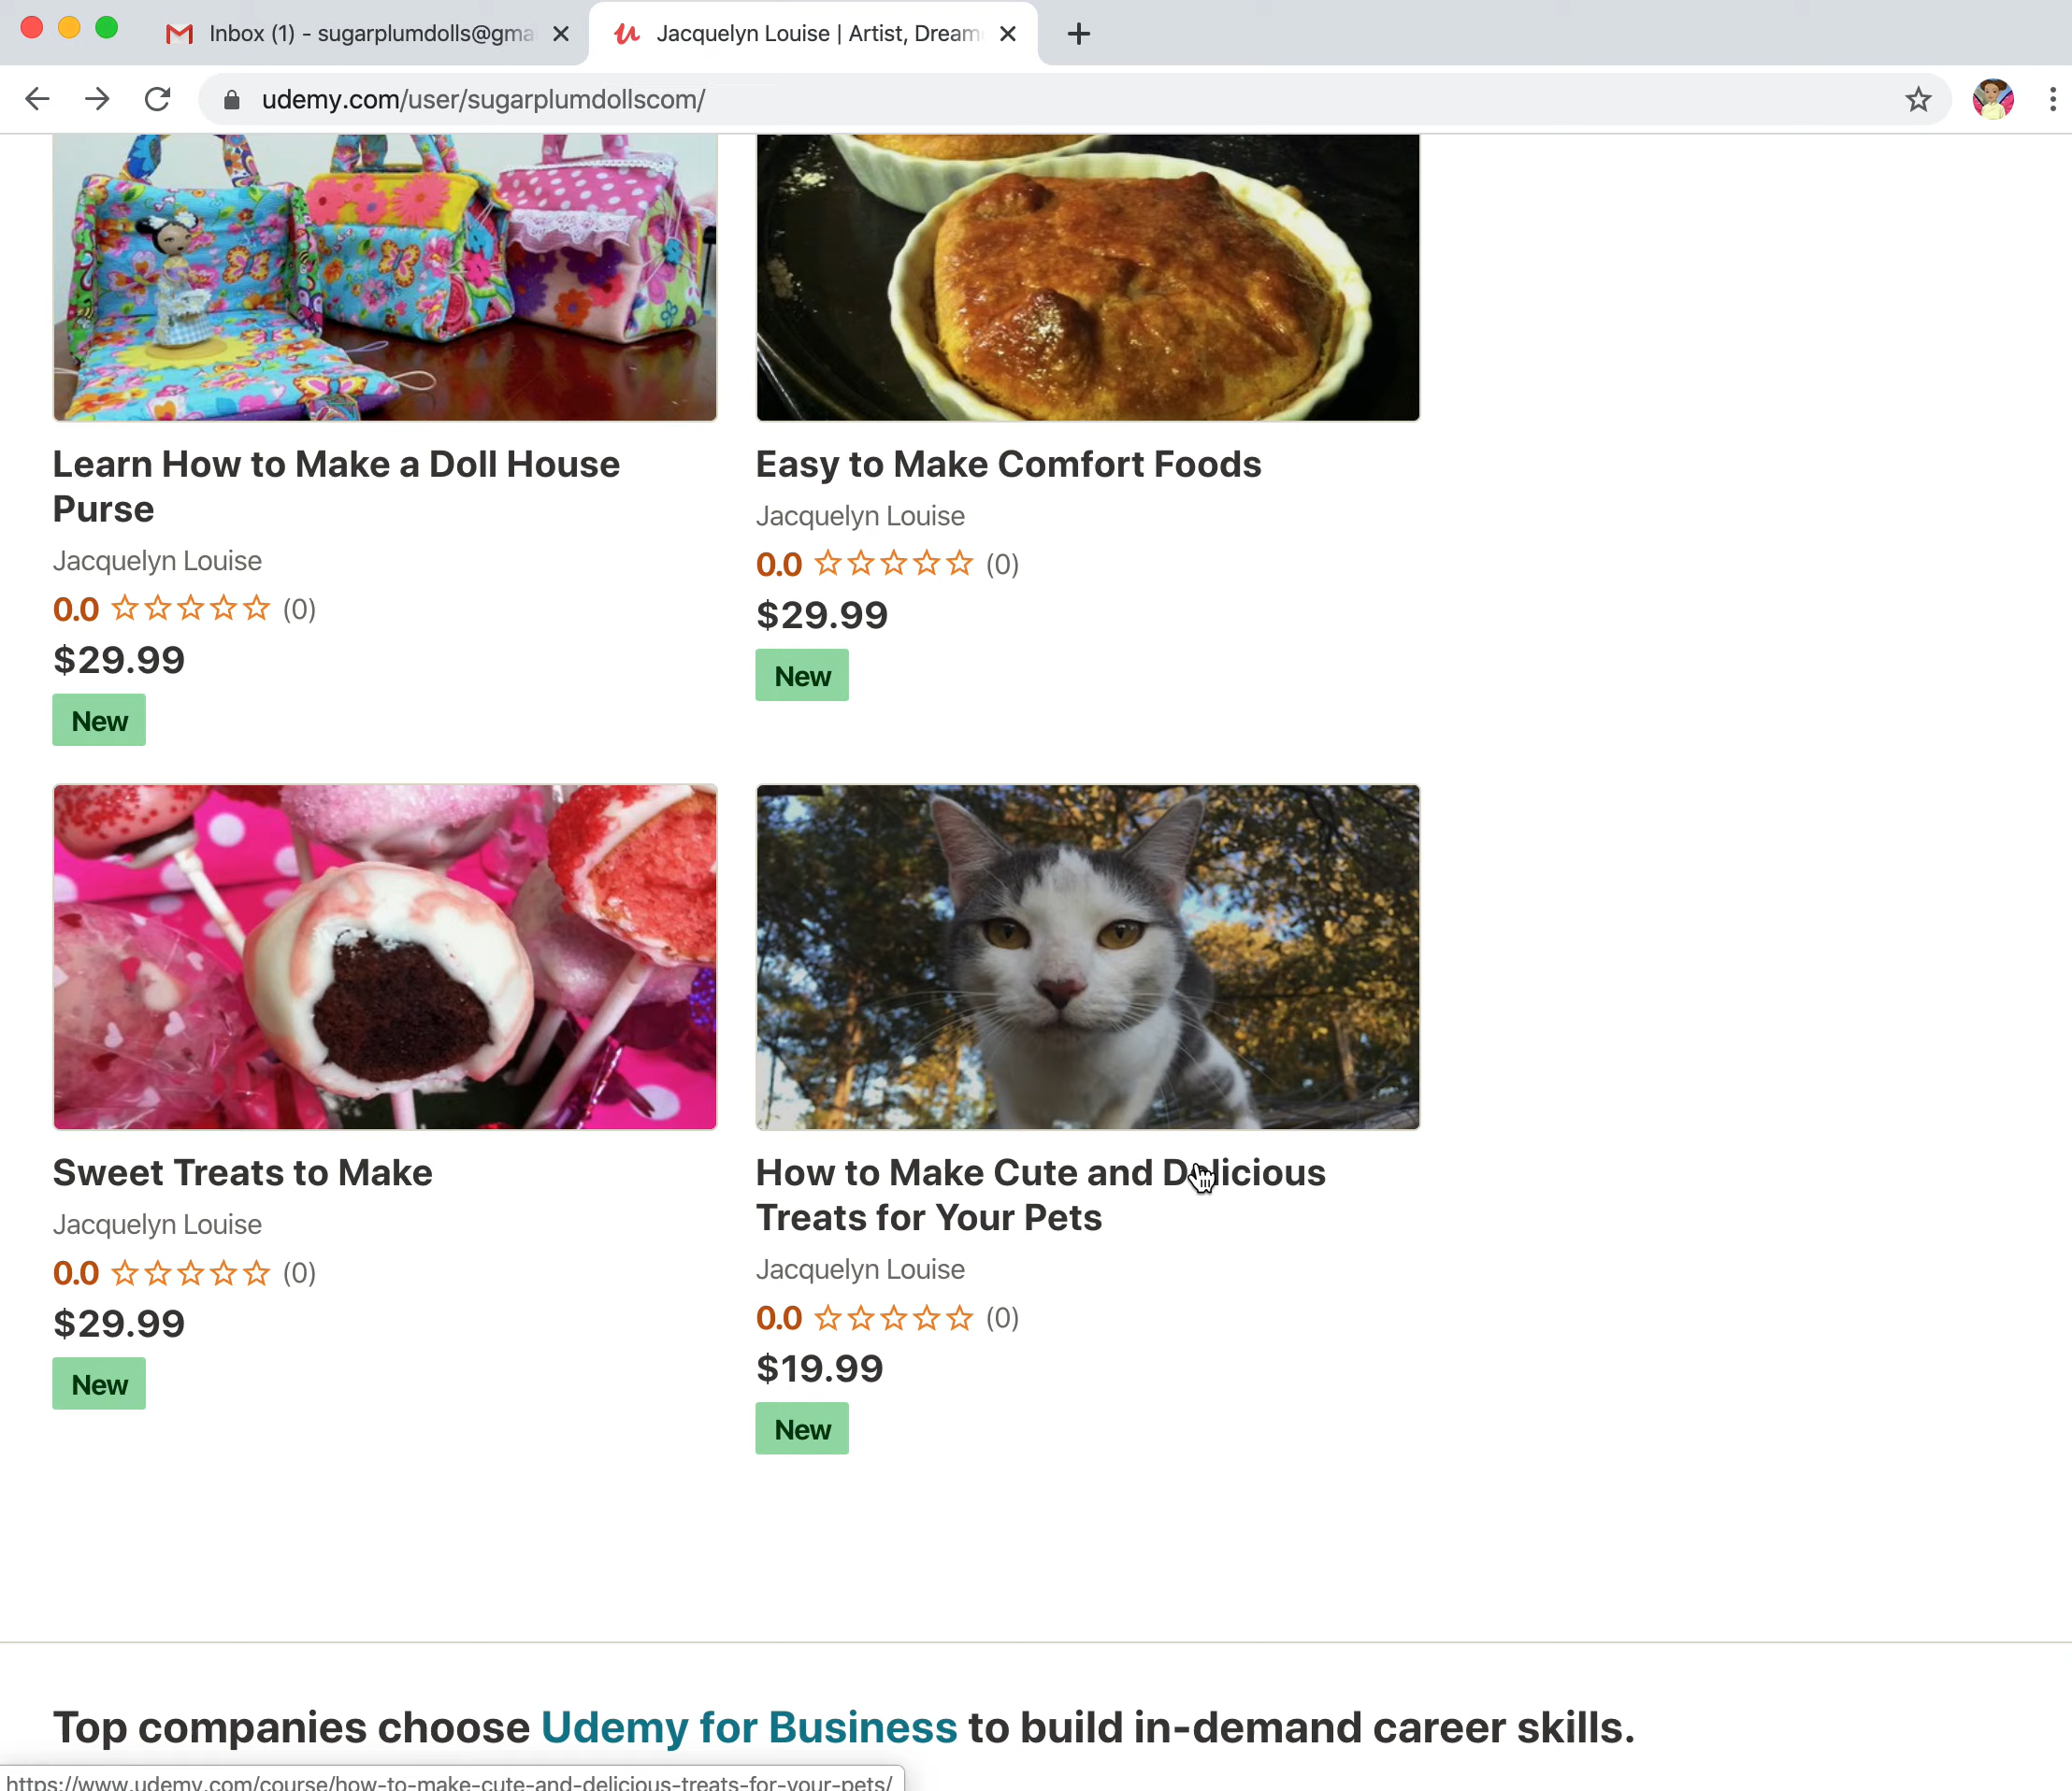 Inbox (1) - sugarplumdolls@gma
Jacquelyn Louise | Artist, Dream
udemy.com/user/sugarplumdollscom/
Learn How to Make a Doll House
Purse
Jacquelyn Louise
0.0 (0)
$29.99
New
Easy to Make Comfort Foods
Jacquelyn Louise
0.0 (0)
$29.99
New
Sweet Treats to Make
Jacquelyn Louise
0.0 (0)
$29.99
New
How to Make Cute and Delicious
Treats for Your Pets
Jacquelyn Louise
0.0 (0)
$19.99
New
Top companies choose Udemy for Business to build in-demand career skills.
https://www.udemy.com/course/how-to-make-cute-and-delicious-treats-for-your-pets/